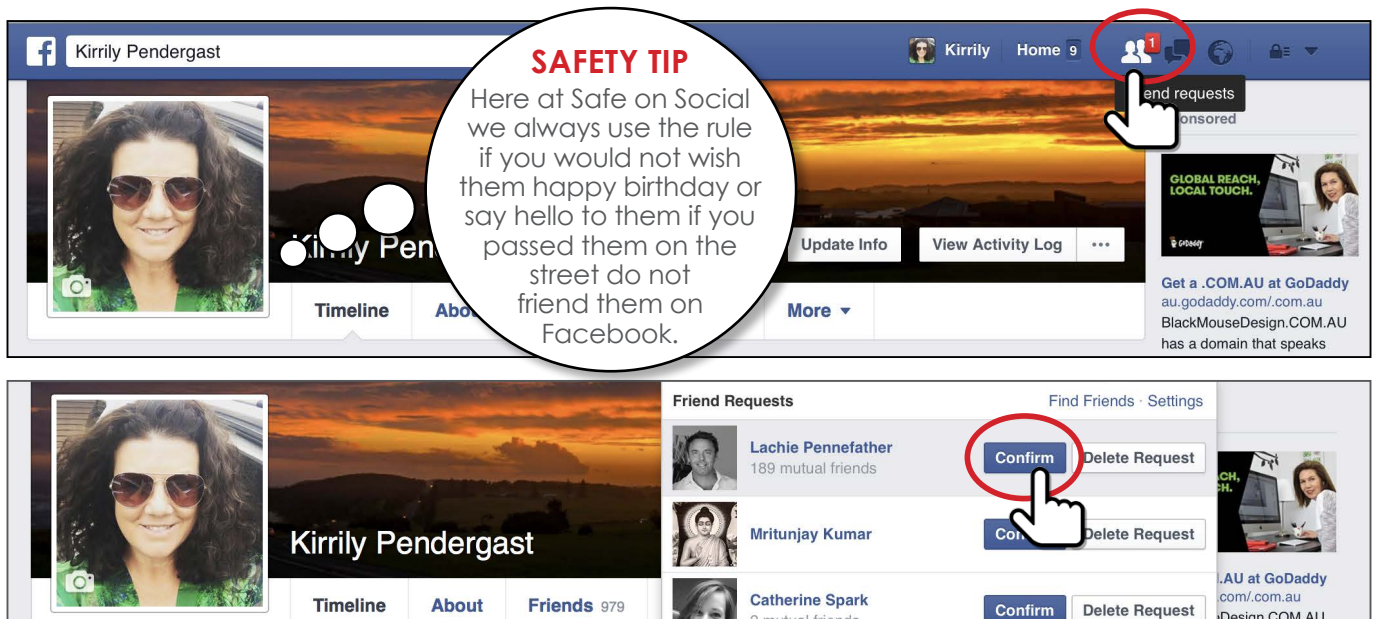 Kirrily Pendergast
Kirrily Home 9
1
SAFETY TIP
Here at Safe on Social
we always use the rule
if you would not wish
them happy birthday or
say hello to them if you
passed them on the
street do not
friend them on
Facebook.
requests
GLOBAL REACH,
LOCAL TOUCH.
GoDaddy
Update Info
View Activity Log
Get a .COM.AU at GoDaddy
au.godaddy.com/.com.au
BlackMouseDesign.COM.AU
has a domain that speaks
Timeline
More
Friend Requests
Find Friends · Settings
Lachie Pennefather
189 mutual friends
Confirm
Delete Request
Mritunjay Kumar
Delete Request
Catherine Spark
mutual friends
Confirm
Delete Request
Kirrily Pendergast
Timeline
About
Friends 979
at GoDaddy
.com/.com.au